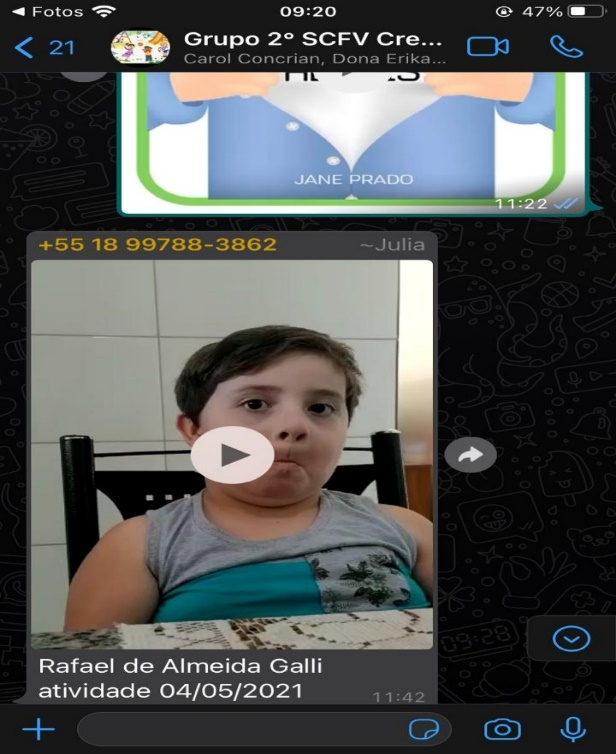 Fotos 09:20 47%
21 Grupo 2º SCFV Cre...
Carol Concrian, Dona Erika...
JANE PRADO
11:22
+55 18 99788-3862 ~Julia
Rafael de Almeida Galli
atividade 04/05/2021
11:42